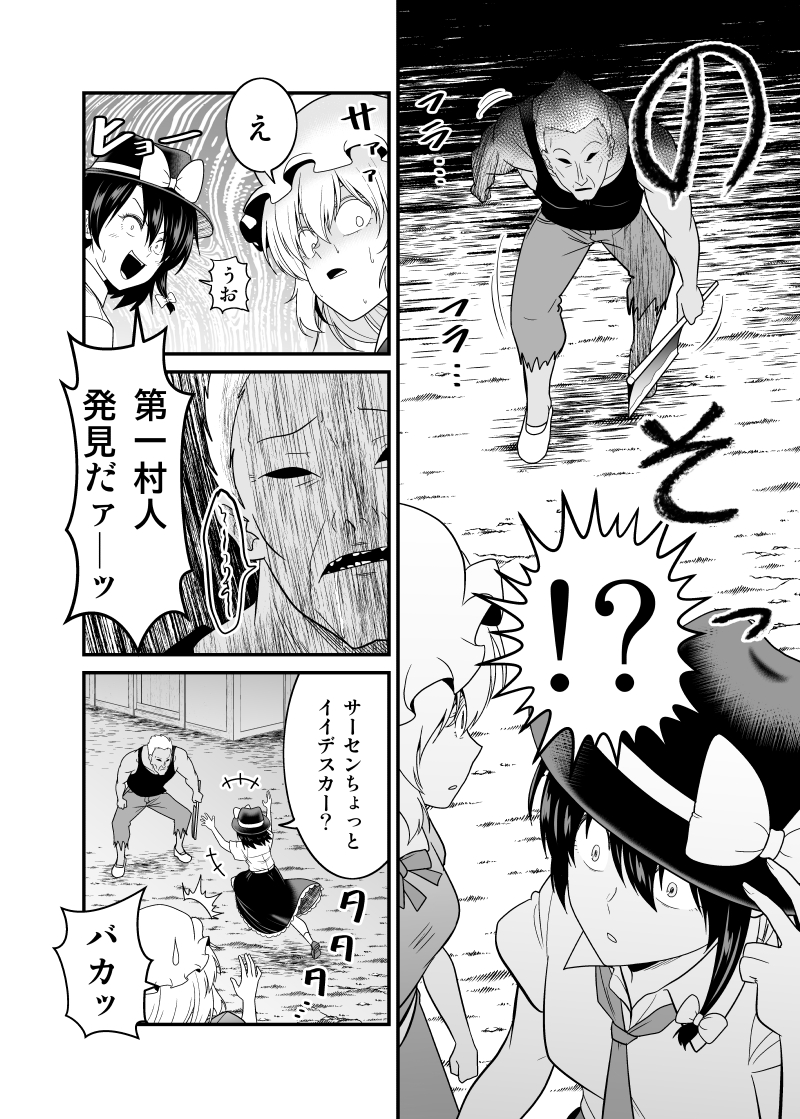 の
そ
っ
フラ…
フラ…
!?
え
サァァ…
ヒョー
うお
第一村人
発見だァーッ
サーセンちょっと
イイデスカー?
タタタ…
バカッ